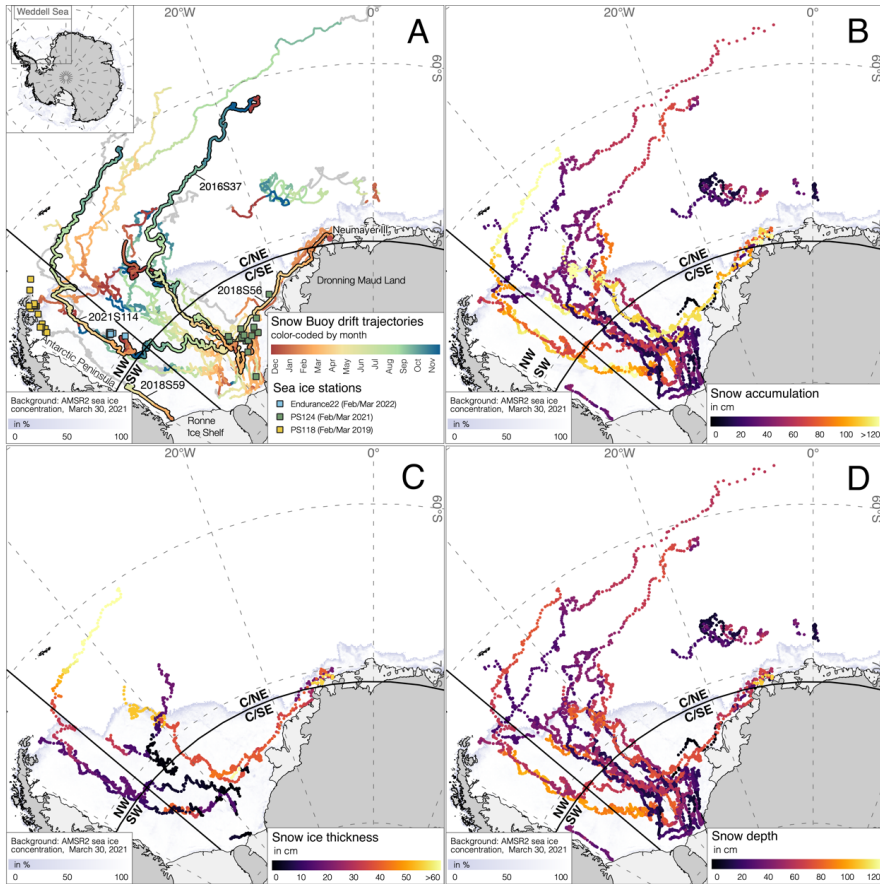 Weddell Sea
20°W
0°
A
60°S
2016S37
70°S
Neumayer III
C/NE
C/SE
Dronning Maud Land
2018S56
2021S114
Antarctic Peninsula
NW
SW
2018S59
Ronne
Ice Shelf
Snow Buoy drift trajectories
color-coded by month
Dec Jan Feb Mar Apr May Jun Jul Aug Sep Oct Nov
Sea ice stations
Endurance22 (Feb/Mar 2022)
PS124 (Feb/Mar 2021)
PS118 (Feb/Mar 2019)
Background: AMSR2 sea ice
concentration, March 30, 2021
in %
0 50 100
20°W
0°
B
60°S
70°S
C/NE
C/SE
NW
SW
Background: AMSR2 sea ice
concentration, March 30, 2021
in %
0 50 100
Snow accumulation
in cm
0 20 40 60 80 100 >120
20°W
0°
C
60°S
70°S
C/NE
C/SE
NW
SW
Background: AMSR2 sea ice
concentration, March 30, 2021
in %
0 50 100
Snow ice thickness
in cm
0 10 20 30 40 50 >60
20°W
0°
D
60°S
70°S
C/NE
C/SE
NW
SW
Background: AMSR2 sea ice
concentration, March 30, 2021
in %
0 50 100
Snow depth
in cm
0 20 40 60 80 100 120